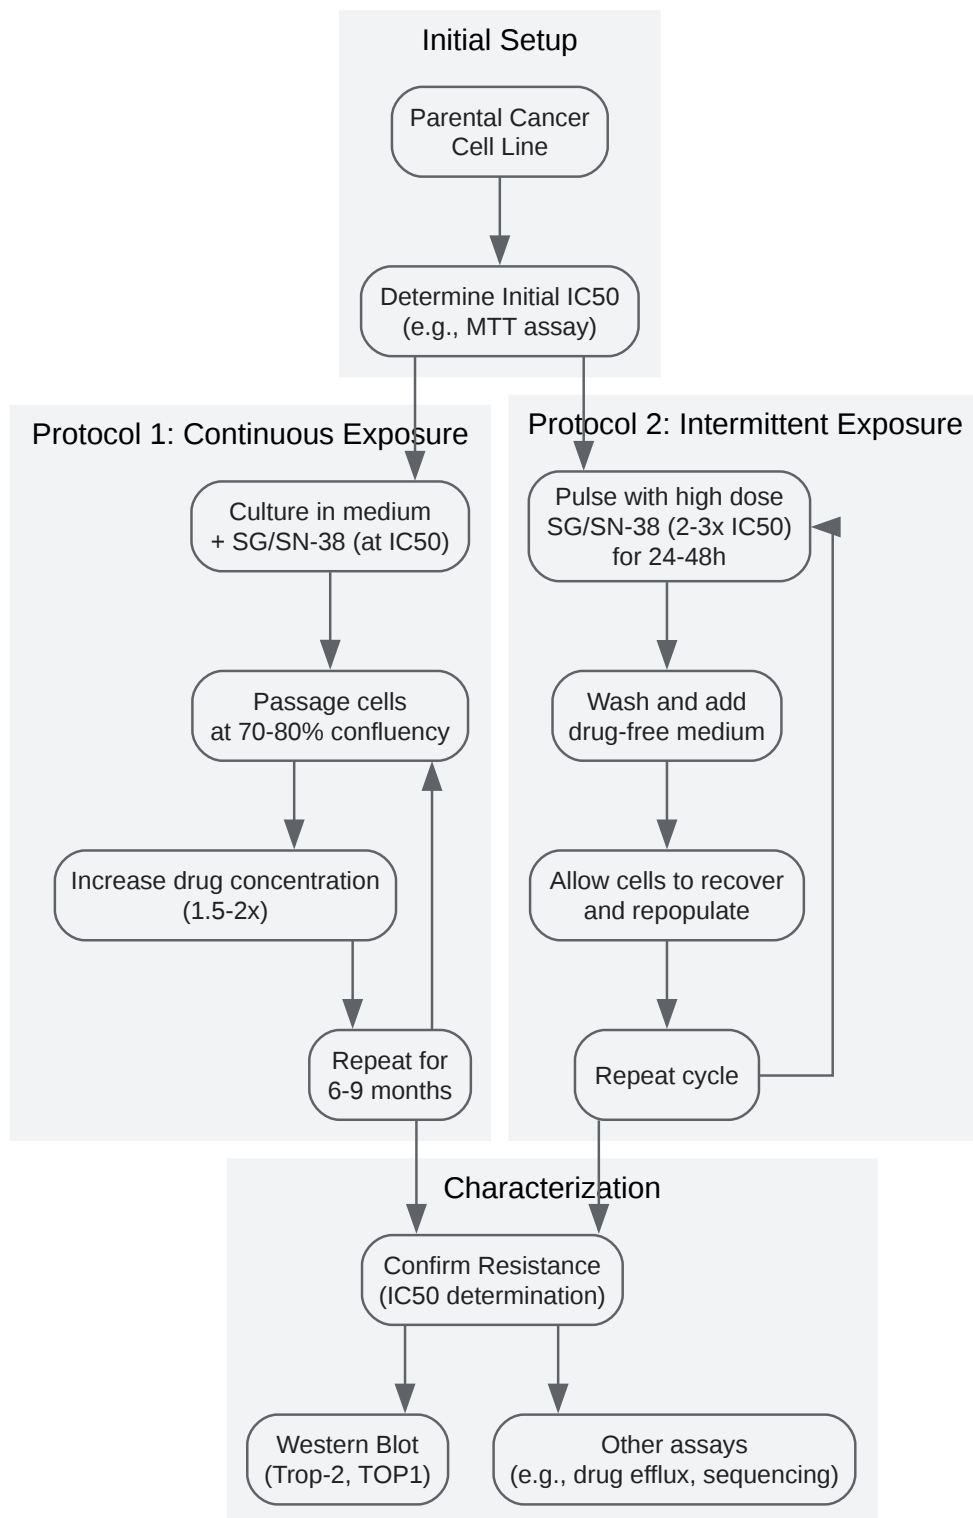 Initial Setup
Parental Cancer
Cell Line
Determine Initial IC50
(e.g., MTT assay)
Protocol 1: Continuous Exposure
Culture in medium
+ SG/SN-38 (at IC50)
Passage cells
at 70-80% confluency
Increase drug concentration
(1.5-2x)
Repeat for
6-9 months
Protocol 2: Intermittent Exposure
Pulse with high dose
SG/SN-38 (2-3x IC50)
for 24-48h
Wash and add
drug-free medium
Allow cells to recover
and repopulate
Repeat cycle
Characterization
Confirm Resistance
(IC50 determination)
Western Blot
(Trop-2, TOP1)
Other assays
(e.g., drug efflux, sequencing)